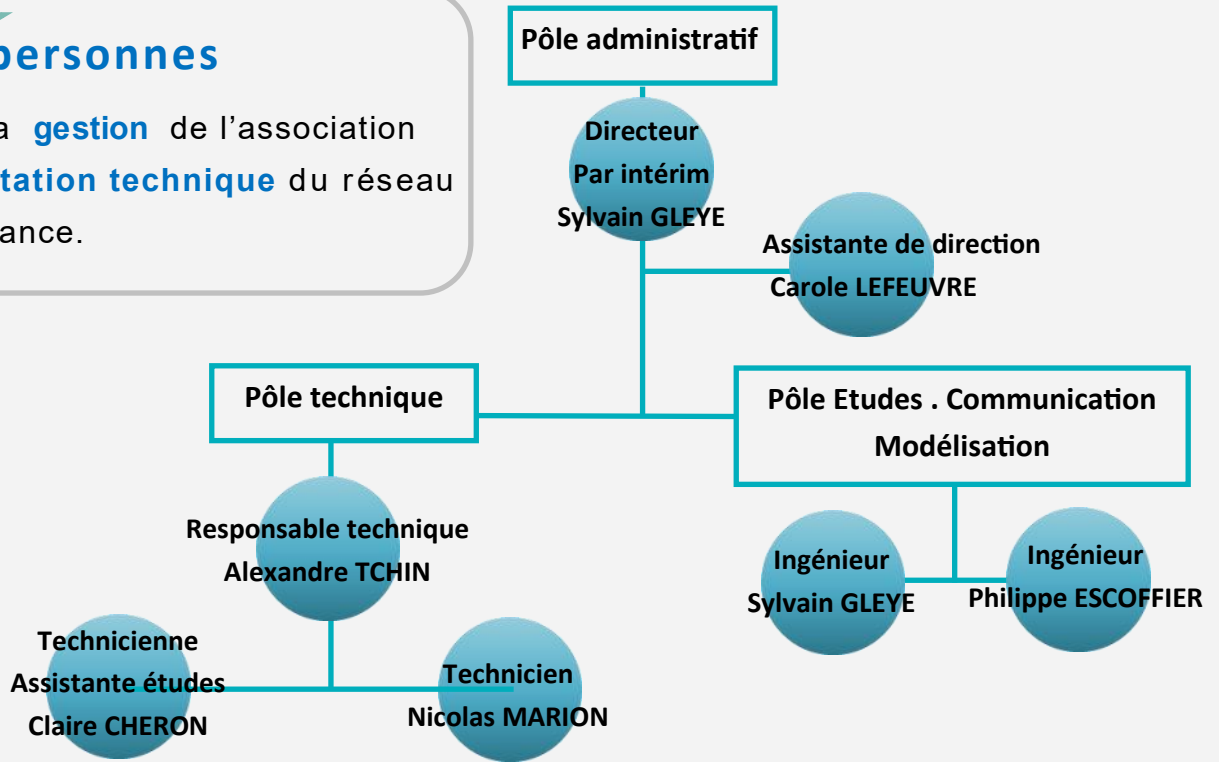 personnes
gestion de l'association
technique du réseau
Pôle administratif
Directeur
Par intérim
Sylvain GLEYE
Assistante de direction
Carole LEFEUVRE
Pôle technique
Pôle Etudes . Communication
Modélisation
Responsable technique
Alexandre TCHIN
Ingénieur
Sylvain GLEYE
Ingénieur
Philippe ESCOFFIER
Technicienne
Assistante études
Claire CHERON
Technicien
Nicolas MARION